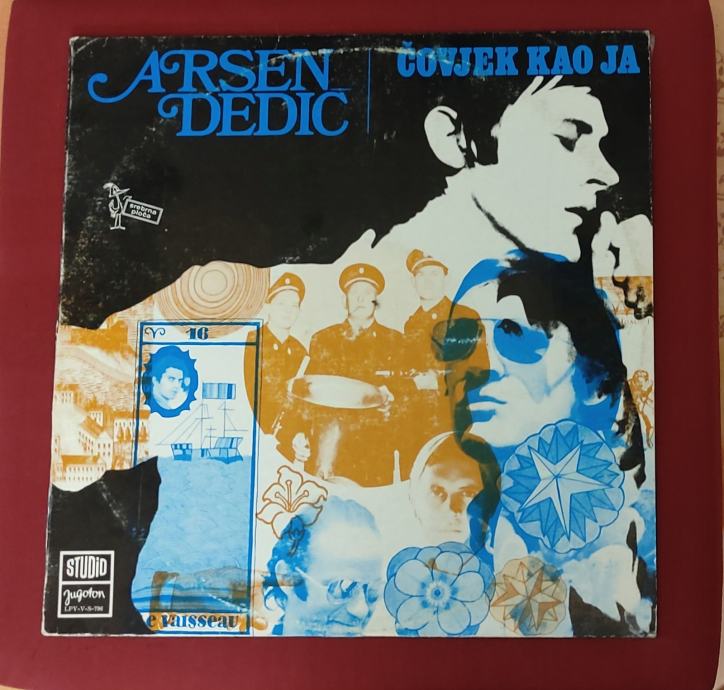 ARSEN
DEDIC
ČOVJEK KAO JA
srebrna
ploča
V 16
e vaisseau
STUDIO
Jugoton
LPY-V-S-796